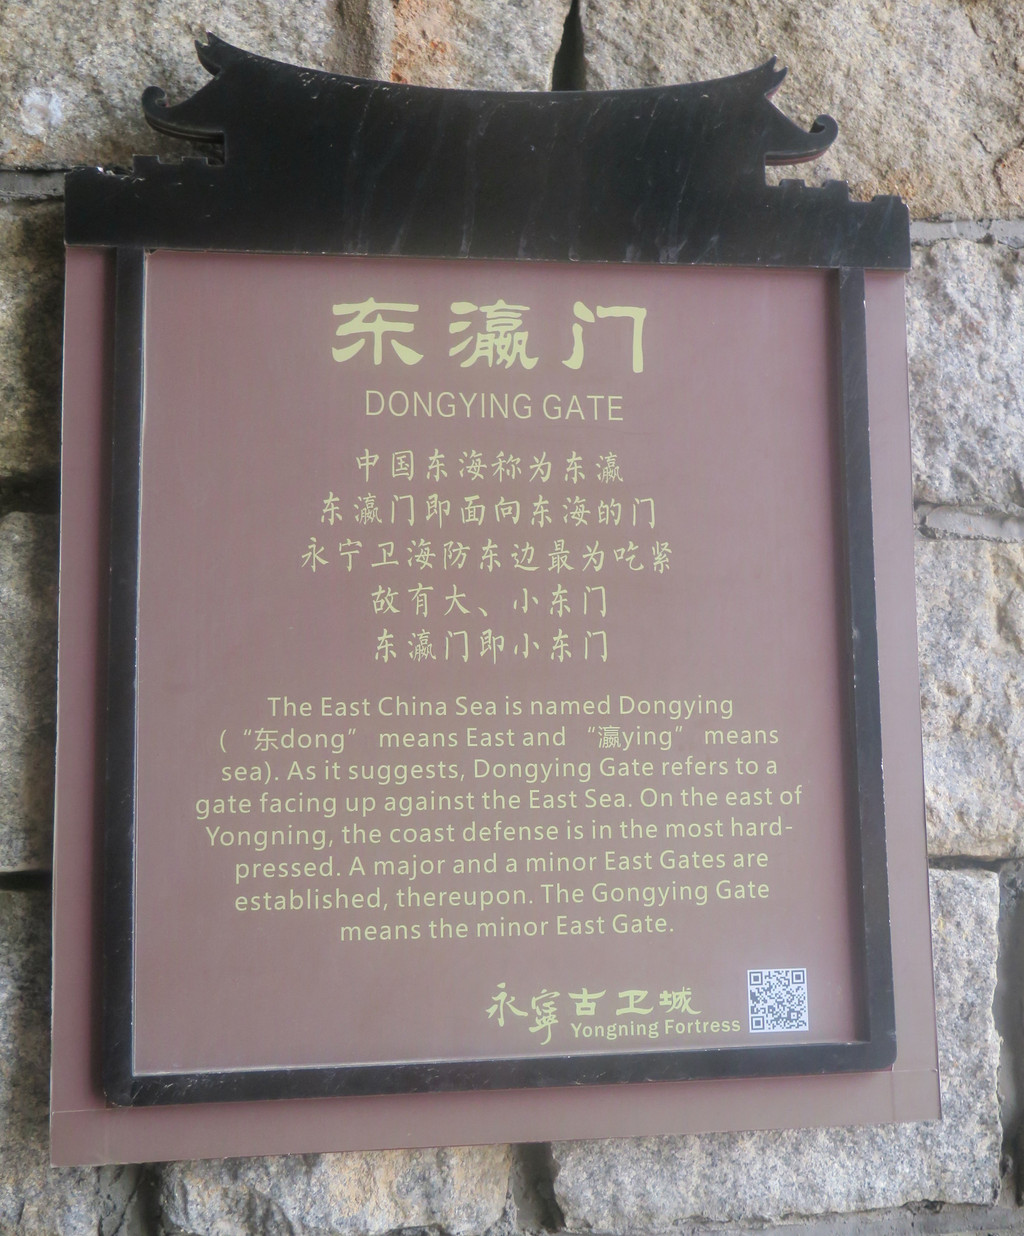 东瀛门
DONGYING GATE
中国东海称为东瀛
东瀛门即面向东海的门
永宁卫海防东边最为吃紧
故有大、小东门
东瀛门即小东门
The East China Sea is named Dongying
(“东dong” means East and “瀛ying” means
sea). As it suggests, Dongying Gate refers to a
gate facing up against the East Sea. On the east of
Yongning, the coast defense is in the most hard-
pressed. A major and a minor East Gates are
established, thereupon. The Gongying Gate
means the minor East Gate.
永寧古卫城
Yongning Fortress